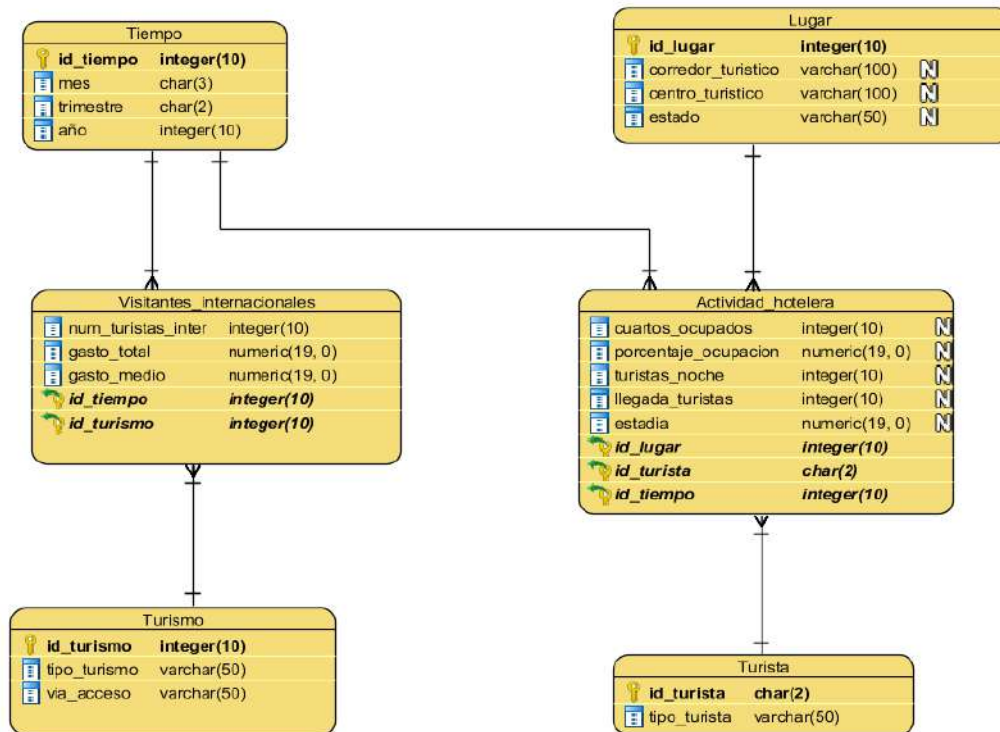 Tiempo
id_tiempo integer(10)
mes char(3)
trimestre char(2)
año integer(10)
Lugar
id_lugar integer(10)
corredor_turistico varchar(100) N
centro_turistico varchar(100) N
estado varchar(50) N
Visitantes_internacionales
num_turistas_inter integer(10)
gasto_total numeric(19, 0)
gasto_medio numeric(19, 0)
id_tiempo integer(10)
id_turismo integer(10)
Actividad_hotelera
cuartos_ocupados integer(10) N
porcentaje_ocupacion numeric(19, 0) N
turistas_noche integer(10) N
llegada_turistas integer(10) N
estadia numeric(19, 0) N
id_lugar integer(10)
id_turista char(2)
id_tiempo integer(10)
Turismo
id_turismo integer(10)
tipo_turismo varchar(50)
via_acceso varchar(50)
Turista
id_turista char(2)
tipo_turista varchar(50)